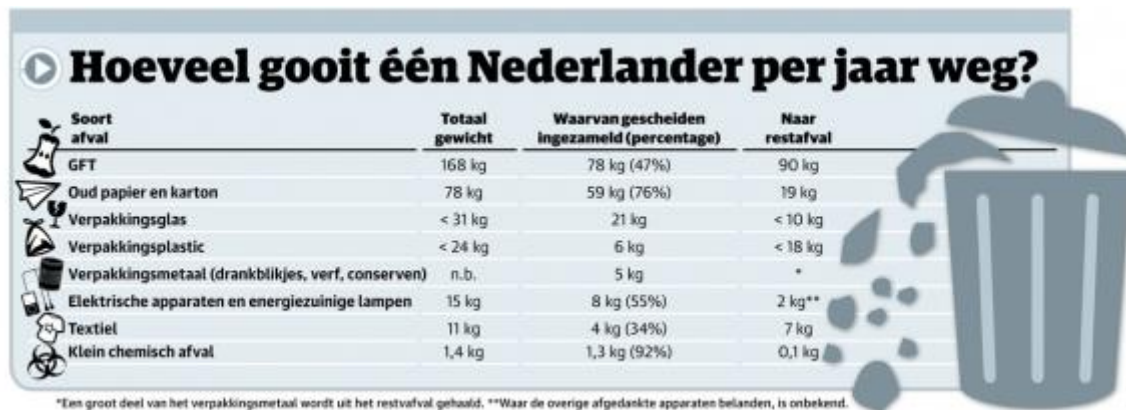 Hoeveel gooit één Nederlander per jaar weg?
Soort afval Totaal gewicht Waarvan gescheiden ingezameld (percentage) Naar restafval
GFT 168 kg 78 kg (47%) 90 kg
Oud papier en karton 78 kg 59 kg (76%) 19 kg
Verpakkingsglas < 31 kg 21 kg < 10 kg
Verpakkingsplastic < 24 kg 6 kg < 18 kg
Verpakkingsmetaal (drankblikjes, verf, conserven) n.b. 5 kg *
Elektrische apparaten en energiezuinige lampen 15 kg 8 kg (55%) 2 kg**
Textiel 11 kg 4 kg (34%) 7 kg
Klein chemisch afval 1,4 kg 1,3 kg (92%) 0,1 kg
*Een groot deel van het verpakkingsmetaal wordt uit het restvafval gehaald. **Waar de overige afgedankte apparaten belanden, is onbekend.